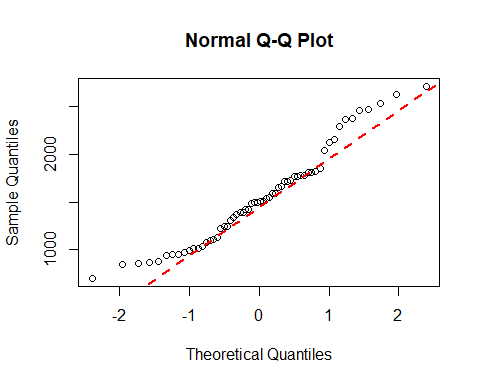 Normal Q-Q Plot
Sample Quantiles
2000
1000
-2 -1 0 1 2
Theoretical Quantiles